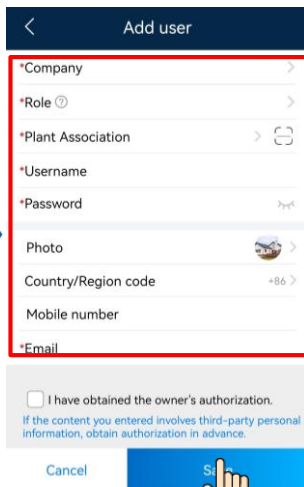 Add user
*Company
*Role
*Plant Association
*Username
*Password
Photo
Country/Region code +86
Mobile number
*Email
I have obtained the owner's authorization.
If the content you entered involves third-party personal
information, obtain authorization in advance.
Cancel